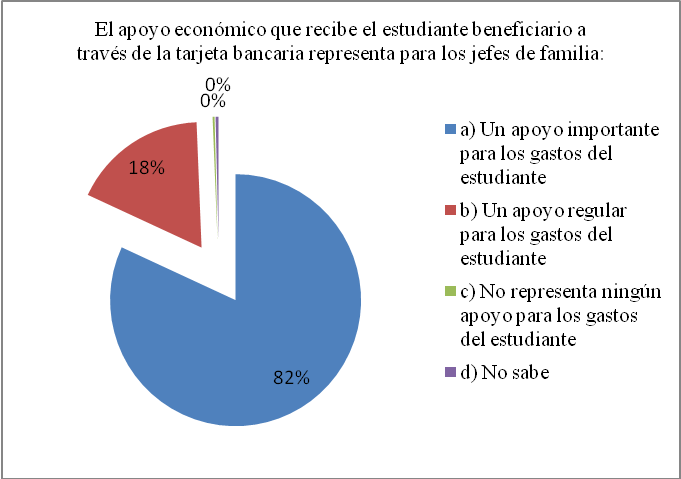 El apoyo económico que recibe el estudiante beneficiario a
través de la tarjeta bancaria representa para los jefes de familia:
0%
0%
18%
82%
a) Un apoyo importante
para los gastos del
estudiante
b) Un apoyo regular
para los gastos del
estudiante
c) No representa ningún
apoyo para los gastos
del estudiante
d) No sabe